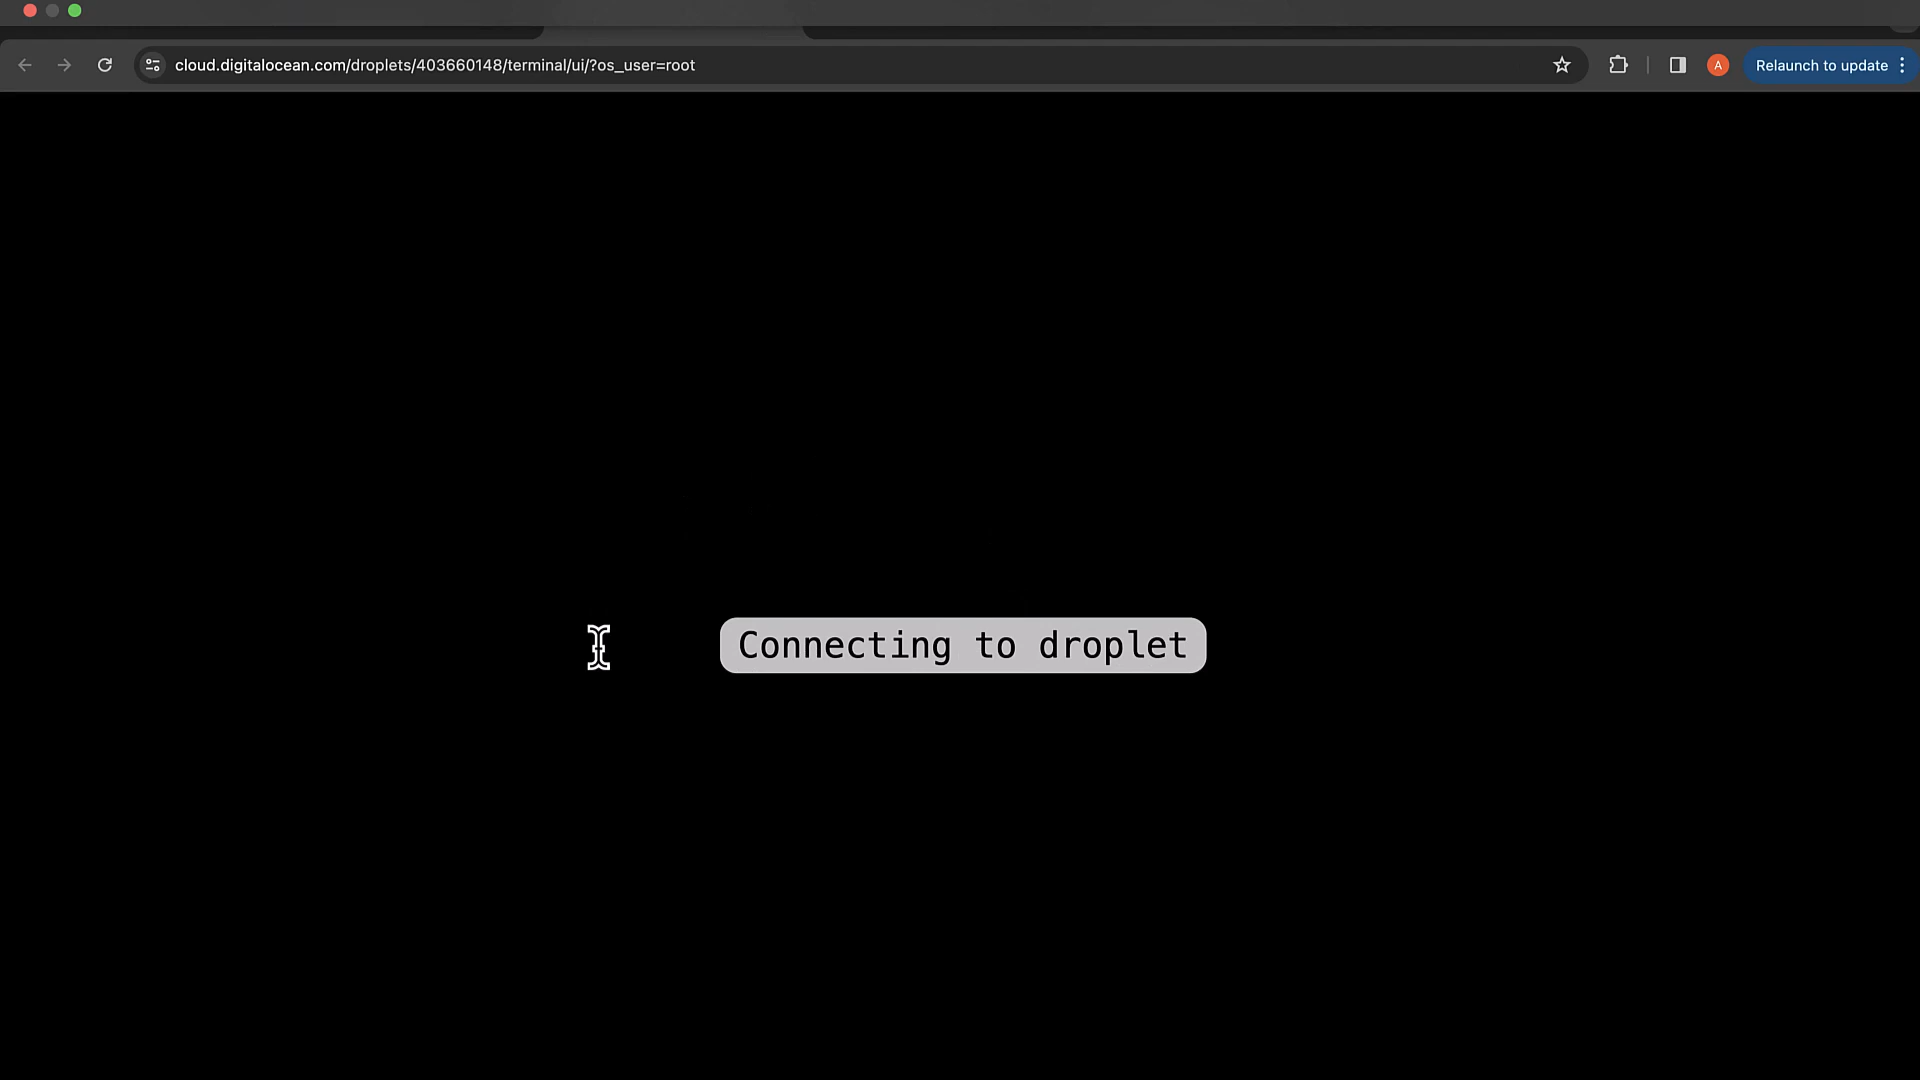 cloud.digitalocean.com/droplets/403660148/terminal/ui/?os_user=root
A
Relaunch to update
Connecting to droplet